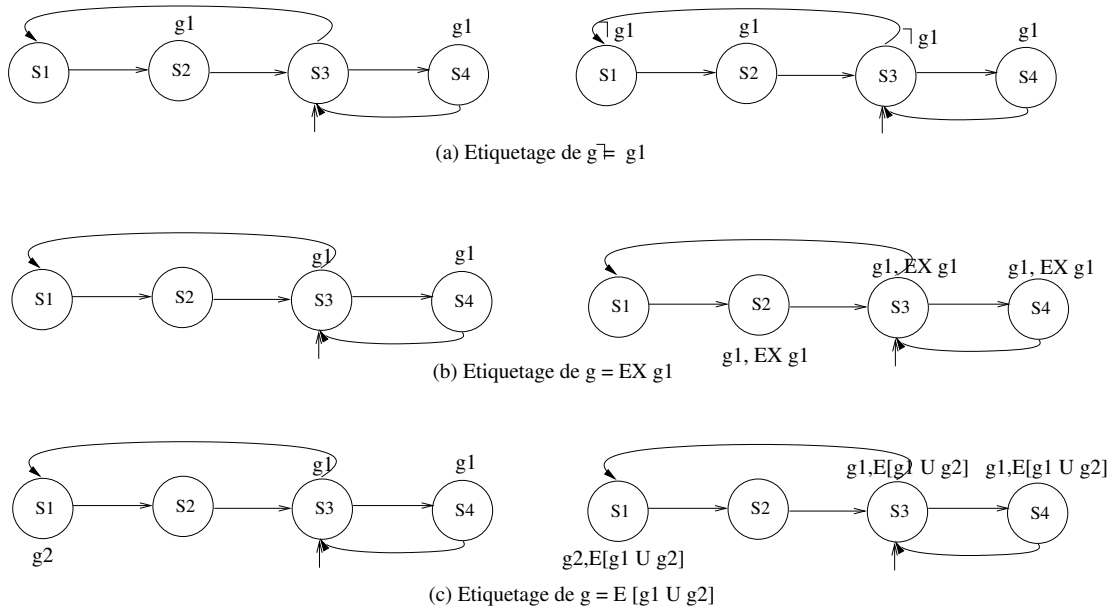 g1 g1
S1 S2 S3 S4
¬ g1 g1 ¬ g1 g1
S1 S2 S3 S4
(a) Etiquetage de g = ¬ g1
g1 g1
S1 S2 S3 S4
g1, EX g1 g1, EX g1
S1 S2 S3 S4
g1, EX g1
(b) Etiquetage de g = EX g1
g1 g1
S1 S2 S3 S4
g2
g1,E[g1 U g2] g1,E[g1 U g2]
S1 S2 S3 S4
g2,E[g1 U g2]
(c) Etiquetage de g = E [g1 U g2]